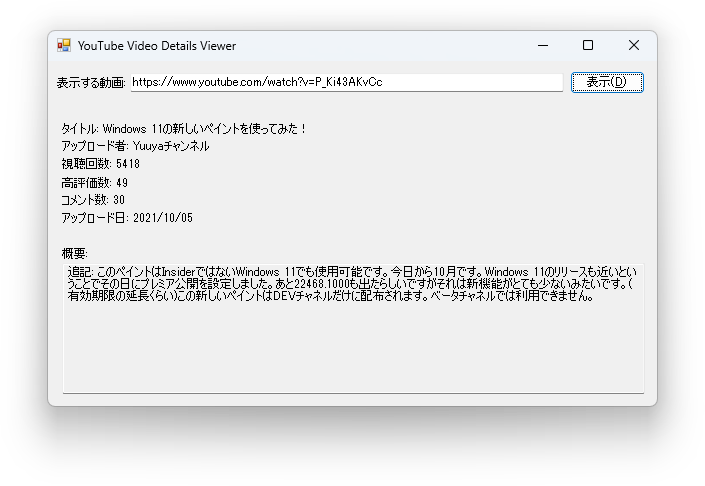 YouTube Video Details Viewer
表示する動画: https://www.youtube.com/watch?v=P_Ki43AKvCc 表示(D)
タイトル: Windows 11の新しいペイントを使ってみた！
アップロード者: Yuuyaチャンネル
視聴回数: 5418
高評価数: 49
コメント数: 30
アップロード日: 2021/10/05
概要:
追記: このペイントはInsiderではないWindows 11でも使用可能です。今日から10月です。Windows 11のリリースも近いとい
うことでその日にプレミア公開を設定しました。あと22468.1000も出たらしいですがそれは新機能がとても少ないみたいです。(
有効期限の延長くらい)この新しいペイントはDEVチャネルだけに配布されます。ベータチャネルでは利用できません。